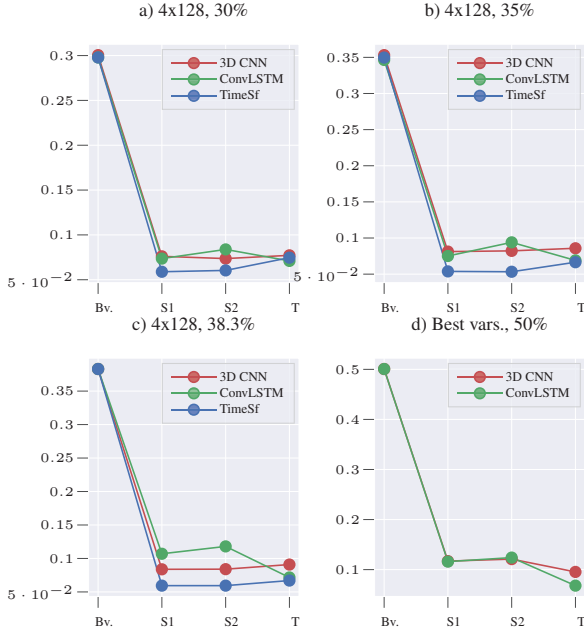 a) 4x128, 30%
0.3
0.25
0.2
0.15
0.1
5 · 10⁻²
3D CNN
ConvLSTM
TimeSf
Bv. S1 S2 T
b) 4x128, 35%
0.35
0.3
0.25
0.2
0.15
0.1
5 · 10⁻²
3D CNN
ConvLSTM
TimeSf
Bv. S1 S2 T
c) 4x128, 38.3%
0.35
0.3
0.25
0.2
0.15
0.1
5 · 10⁻²
3D CNN
ConvLSTM
TimeSf
Bv. S1 S2 T
d) Best vars., 50%
0.5
0.4
0.3
0.2
0.1
3D CNN
ConvLSTM
Bv. S1 S2 T